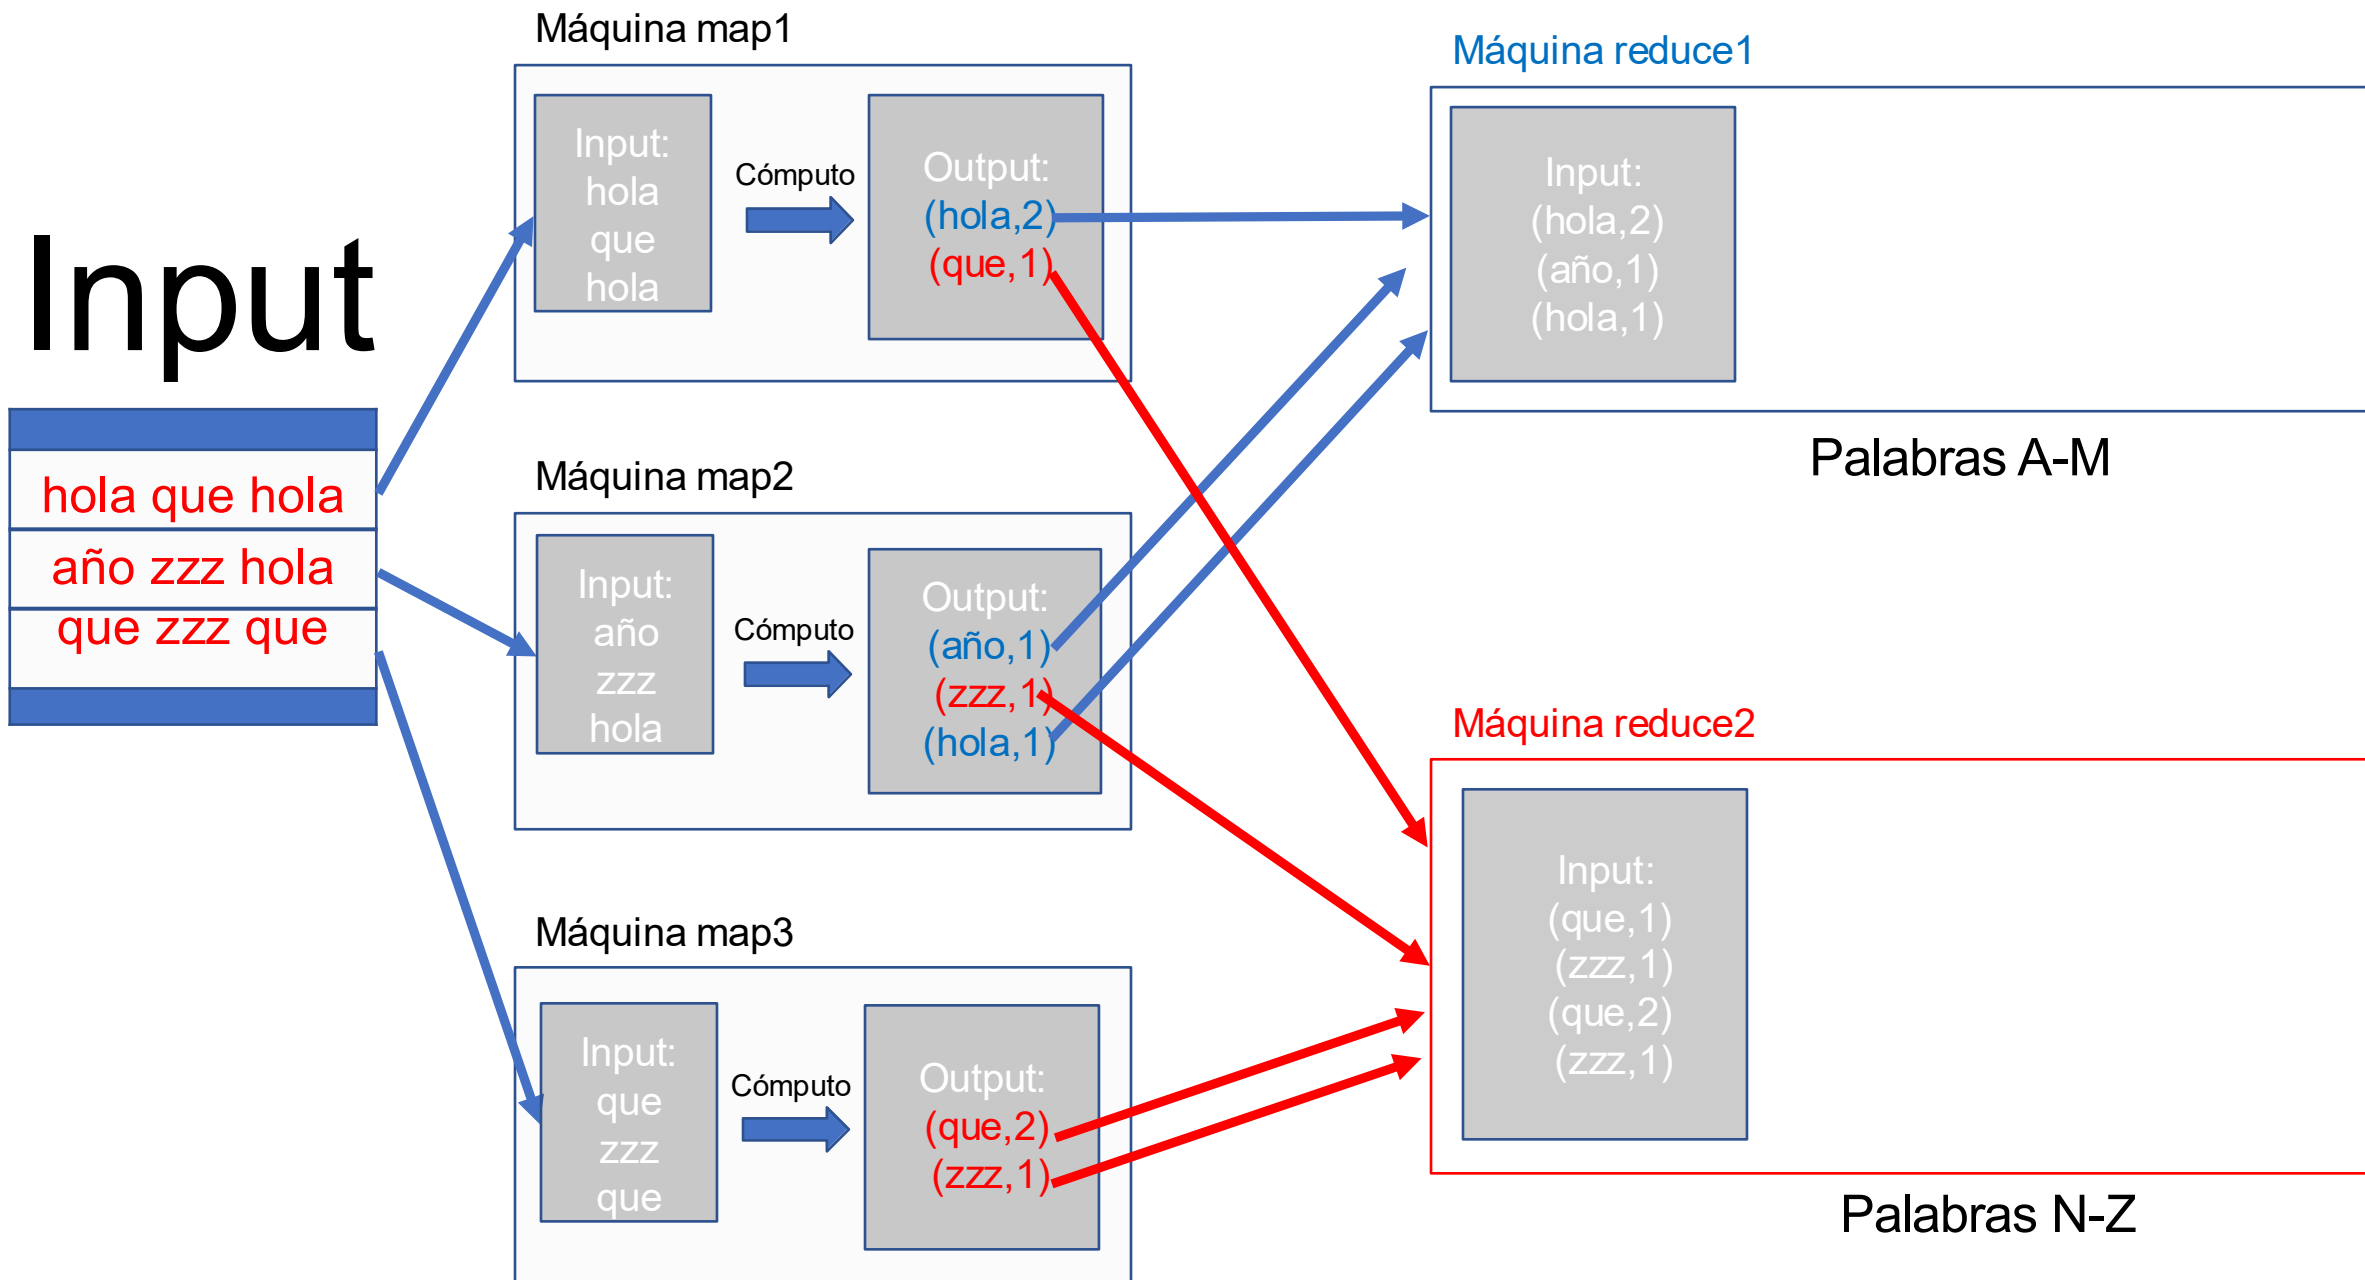 Input
hola que hola
año zzz hola
que zzz que
Máquina map1
Input:
hola
que
hola
Cómputo
Output:
(hola,2)
(que,1)
Máquina map2
Input:
año
zzz
hola
Cómputo
Output:
(año,1)
(zzz,1)
(hola,1)
Máquina map3
Input:
que
zzz
que
Cómputo
Output:
(que,2)
(zzz,1)
Máquina reduce1
Input:
(hola,2)
(año,1)
(hola,1)
Palabras A-M
Máquina reduce2
Input:
(que,1)
(zzz,1)
(que,2)
(zzz,1)
Palabras N-Z